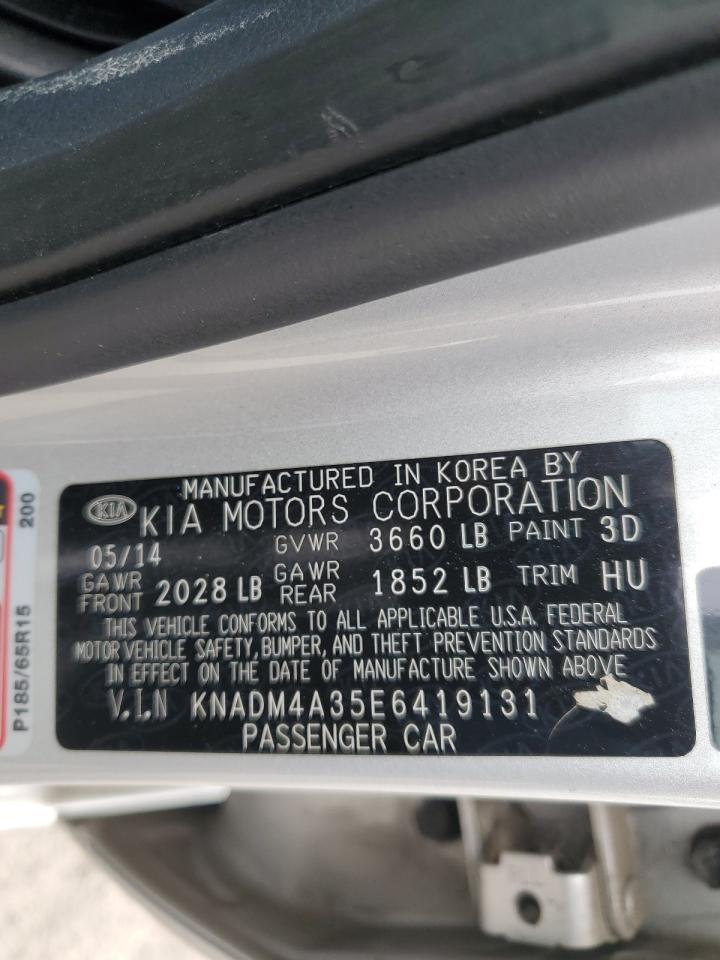 MANUFACTURED IN KOREA BY
KIA
KIA MOTORS CORPORATION
05/14 GVWR 3660 LB PAINT 3D
GAWR FRONT 2028 LB GAWR REAR 1852 LB TRIM HU
THIS VEHICLE CONFORMS TO ALL APPLICABLE U.S.A. FEDERAL
MOTOR VEHICLE SAFETY, BUMPER, AND THEFT PREVENTION STANDARDS
IN EFFECT ON THE DATE OF MANUFACTURE SHOWN ABOVE
V.I.N KNADM4A35E6419131
PASSENGER CAR
P185/65R15
200